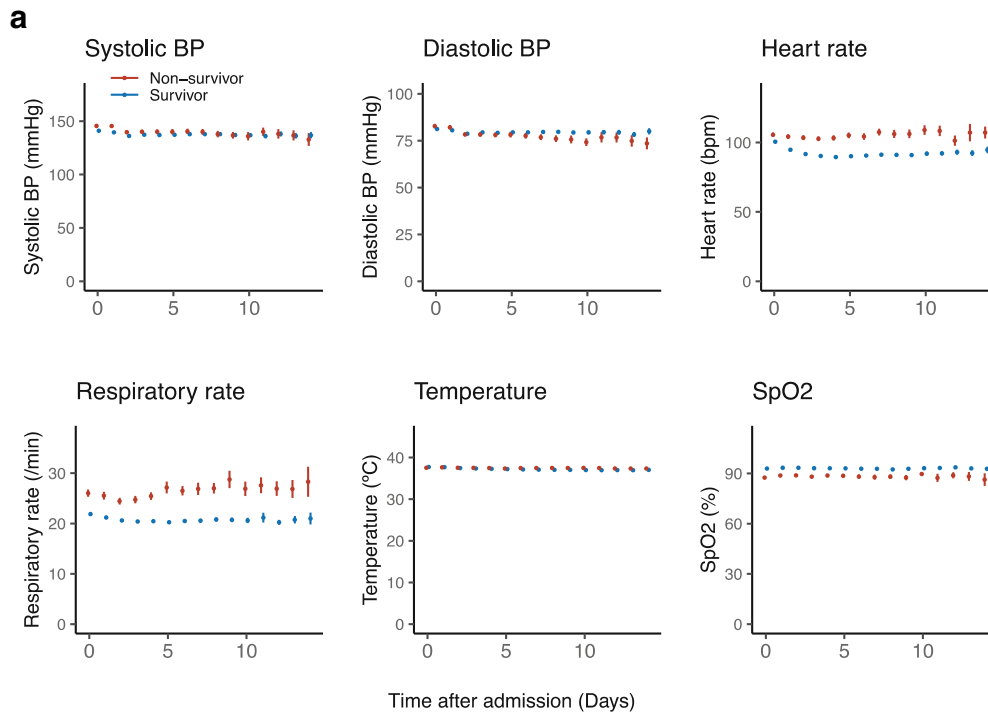 a
Systolic BP
Diastolic BP
Heart rate
Non−survivor
Survivor
Systolic BP (mmHg)
150
100
50
0
0 5 10
Diastolic BP (mmHg)
100
75
50
25
0
0 5 10
Heart rate (bpm)
100
50
0
0 5 10
Respiratory rate
Temperature
SpO2
Respiratory rate (/min)
30
20
10
0
0 5 10
Temperature (ºC)
40
30
20
10
0
0 5 10
SpO2 (%)
90
60
30
0
0 5 10
Time after admission (Days)